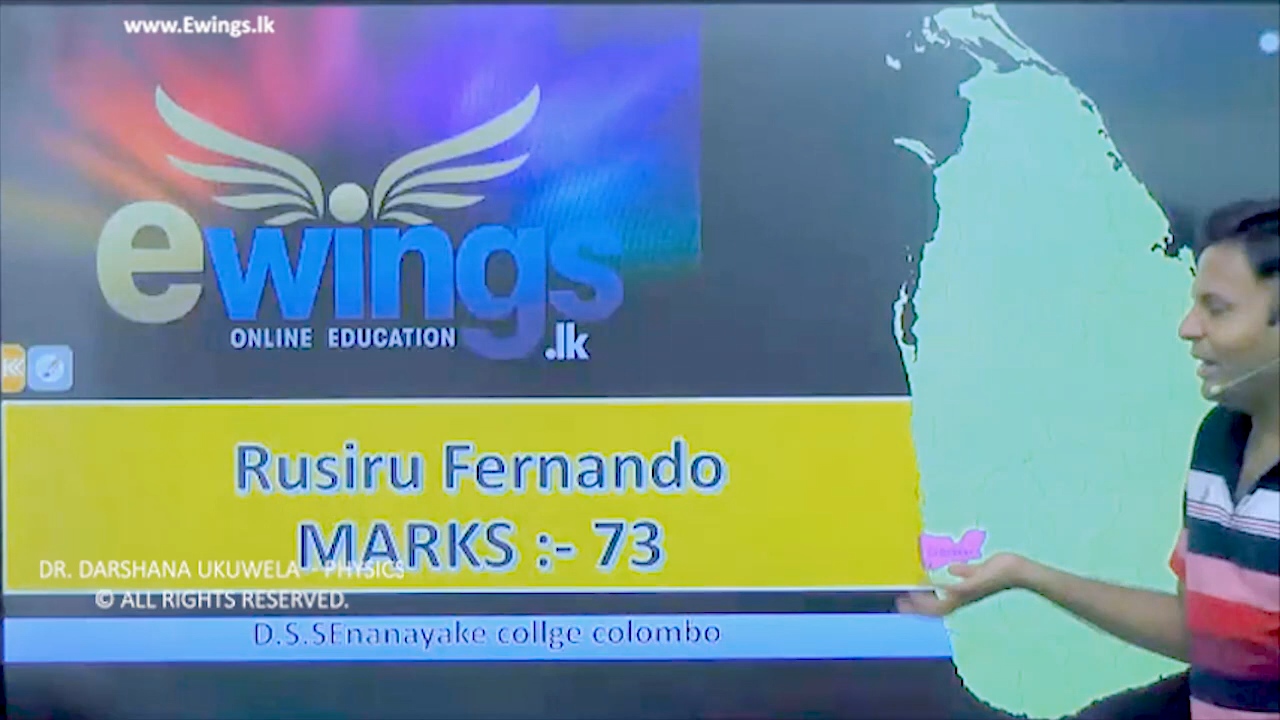 www.Ewings.lk
ewings
ONLINE EDUCATION
.lk
Rusiru Fernando
MARKS :- 73
DR. DARSHANA UKUWELA - PHYSICS
© ALL RIGHTS RESERVED.
D.S.SEnanayake collge colombo